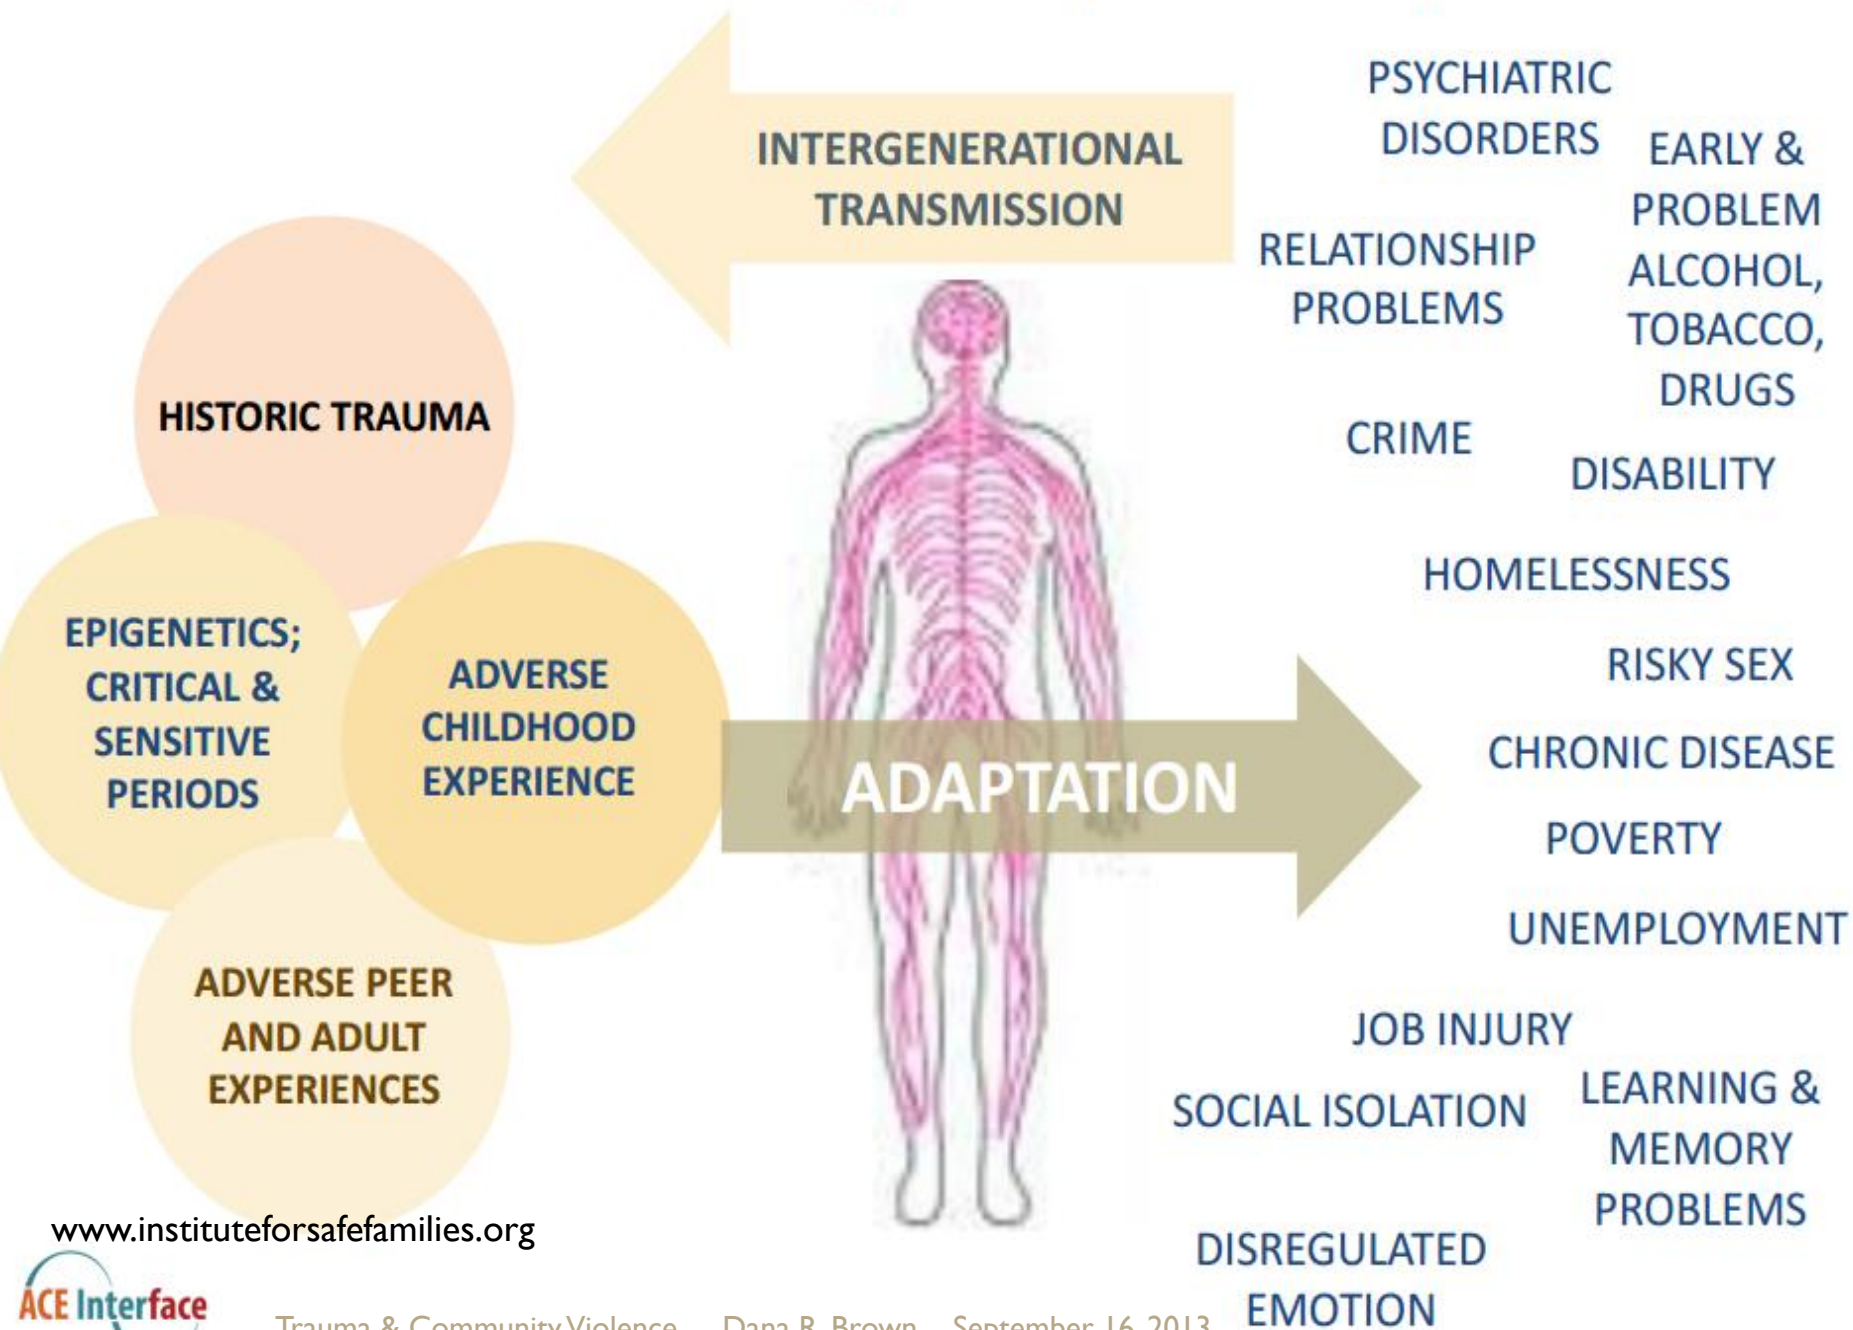 INTERGENERATIONAL
TRANSMISSION
HISTORIC TRAUMA
EPIGENETICS;
CRITICAL &
SENSITIVE
PERIODS
ADVERSE
CHILDHOOD
EXPERIENCE
ADVERSE PEER
AND ADULT
EXPERIENCES
ADAPTATION
PSYCHIATRIC
DISORDERS
EARLY &
PROBLEM
ALCOHOL,
TOBACCO,
DRUGS
RELATIONSHIP
PROBLEMS
CRIME
DISABILITY
HOMELESSNESS
RISKY SEX
CHRONIC DISEASE
POVERTY
UNEMPLOYMENT
JOB INJURY
SOCIAL ISOLATION
LEARNING &
MEMORY
PROBLEMS
DISREGULATED
EMOTION
www.instituteforsafefamilies.org
ACE Interface
Trauma & Community Violence Dana R. Brown September 16, 2013